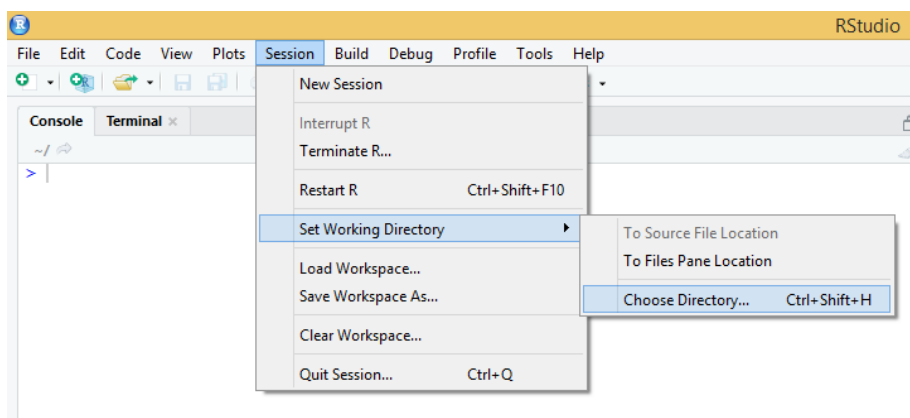 RStudio
File Edit Code View Plots Session Build Debug Profile Tools Help
New Session
Console Terminal ×
Interrupt R
~/
Terminate R...
>
Restart R Ctrl+Shift+F10
Set Working Directory
To Source File Location
To Files Pane Location
Load Workspace...
Save Workspace As...
Choose Directory... Ctrl+Shift+H
Clear Workspace...
Quit Session... Ctrl+Q